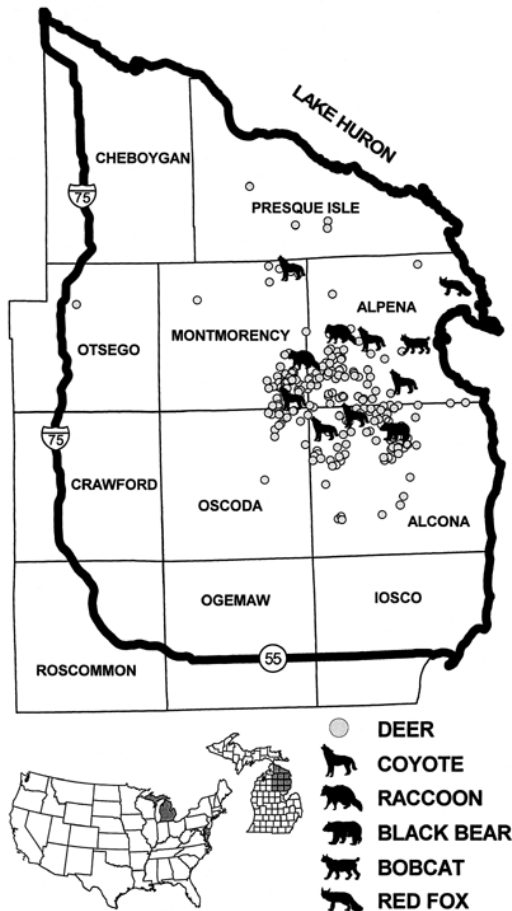 LAKE HURON
CHEBOYGAN
75
PRESQUE ISLE
ALPENA
MONTMORENCY
OTSEGO
75
CRAWFORD
OSCODA
ALCONA
OGEMAW
IOSCO
55
ROSCOMMON
DEER
COYOTE
RACCOON
BLACK BEAR
BOBCAT
RED FOX